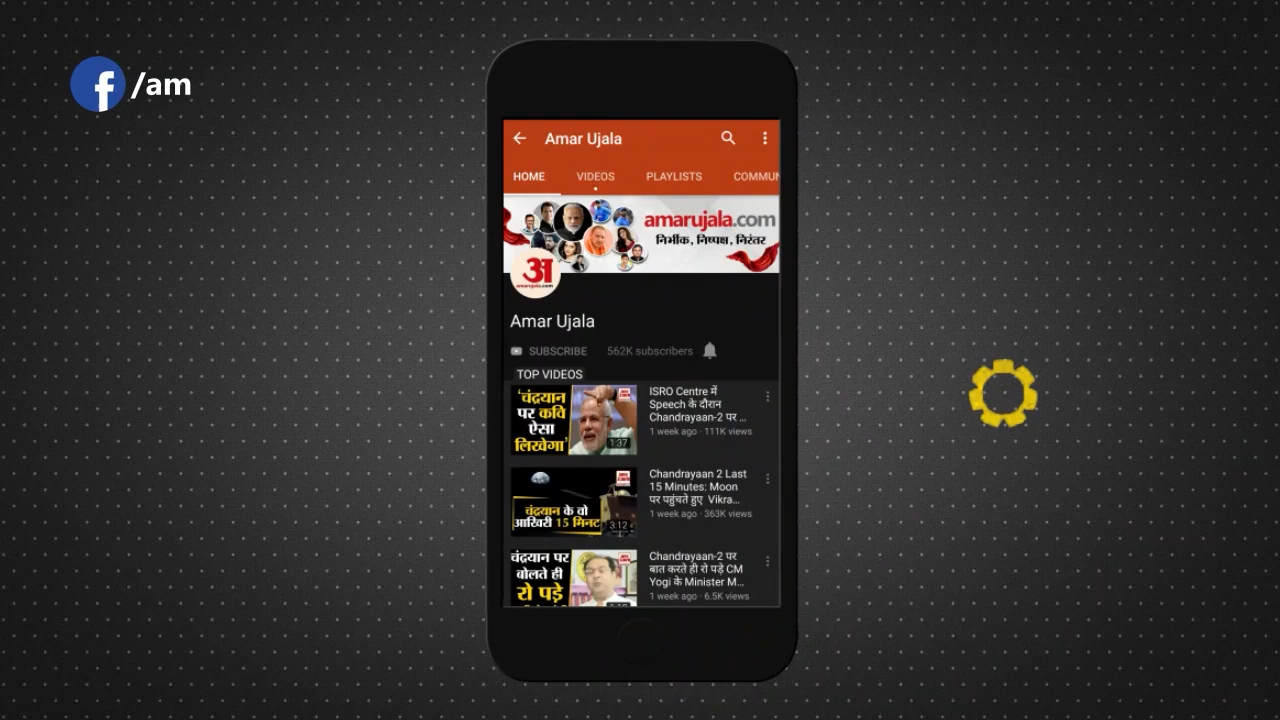 /am
Amar Ujala
HOME VIDEOS PLAYLISTS COMMUN
amarujala.com
निर्भीक, निष्पक्ष, निरंतर
अ
amarujala.com
Amar Ujala
SUBSCRIBE 562K subscribers
TOP VIDEOS
'चंद्रयान
पर कवि
ऐसा
लिखेगा'
1:37
ISRO Centre में
Speech के दौरान
Chandrayaan-2 पर ...
1 week ago · 111K views
चंद्रयान के वो
आखिरी 15 मिनट
3:12
Chandrayaan 2 Last
15 Minutes: Moon
पर पहुंचते हुए Vikra...
1 week ago · 363K views
चंद्रयान पर
बोलते ही
रो पड़े
Chandrayaan-2 पर
बात करते ही रो पड़े CM
Yogi के Minister M...
1 week ago · 6.5K views